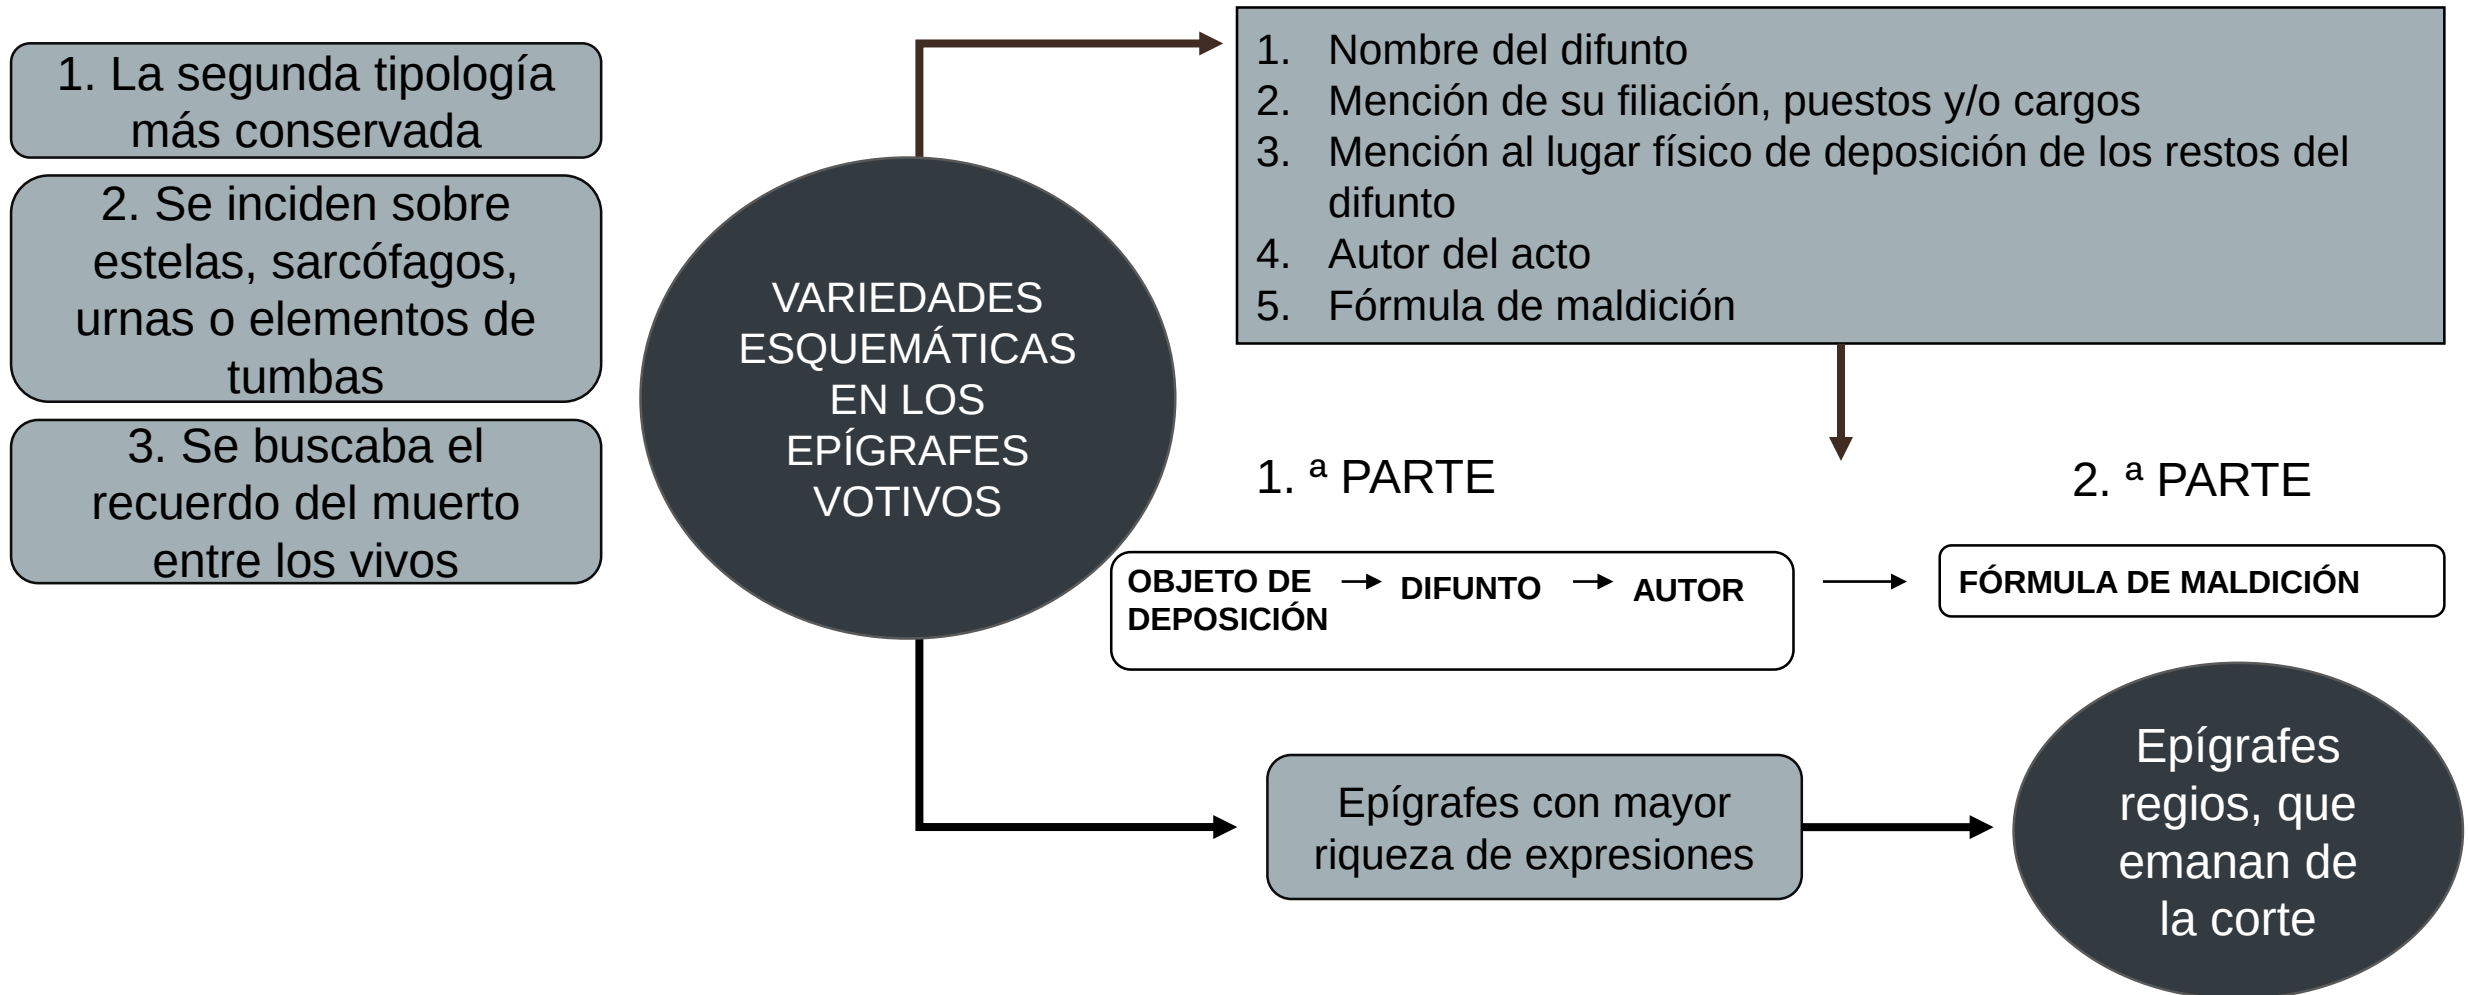 1. La segunda tipología
más conservada
2. Se inciden sobre
estelas, sarcófagos,
urnas o elementos de
tumbas
3. Se buscaba el
recuerdo del muerto
entre los vivos
VARIEDADES
ESQUEMÁTICAS
EN LOS
EPÍGRAFES
VOTIVOS
1. Nombre del difunto
2. Mención de su filiación, puestos y/o cargos
3. Mención al lugar físico de deposición de los restos del
difunto
4. Autor del acto
5. Fórmula de maldición
1. ª PARTE
2. ª PARTE
OBJETO DE
DEPOSICIÓN
DIFUNTO
AUTOR
FÓRMULA DE MALDICIÓN
Epígrafes con mayor
riqueza de expresiones
Epígrafes
regios, que
emanan de
la corte